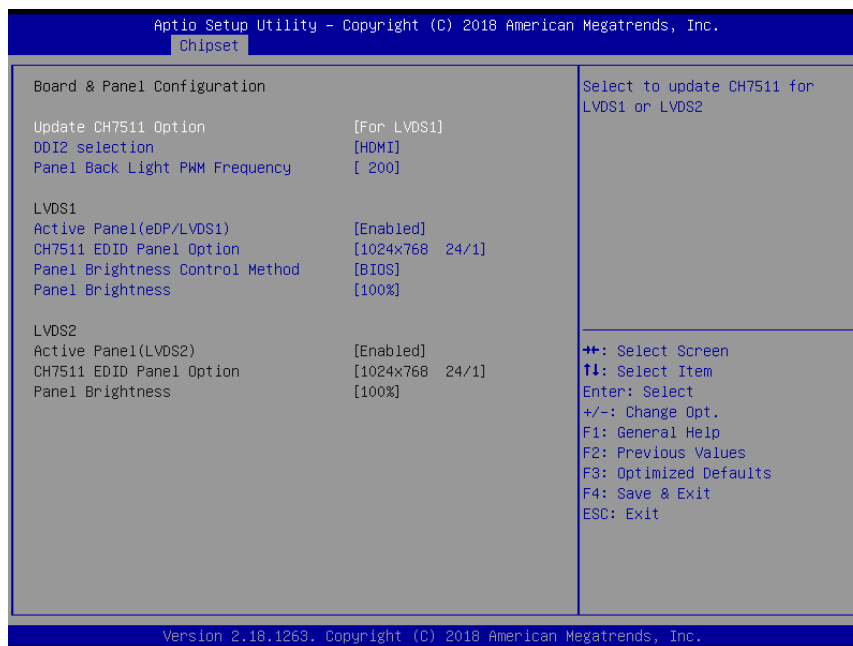 Aptio Setup Utility – Copyright (C) 2018 American Megatrends, Inc.
Chipset
Board & Panel Configuration
Update CH7511 Option [For LVDS1]
DDI2 selection [HDMI]
Panel Back Light PWM Frequency [ 200]
LVDS1
Active Panel(eDP/LVDS1) [Enabled]
CH7511 EDID Panel Option [1024x768 24/1]
Panel Brightness Control Method [BIOS]
Panel Brightness [100%]
LVDS2
Active Panel(LVDS2) [Enabled]
CH7511 EDID Panel Option [1024x768 24/1]
Panel Brightness [100%]
Select to update CH7511 for
LVDS1 or LVDS2
→←: Select Screen
↑↓: Select Item
Enter: Select
+/-: Change Opt.
F1: General Help
F2: Previous Values
F3: Optimized Defaults
F4: Save & Exit
ESC: Exit
Version 2.18.1263. Copyright (C) 2018 American Megatrends, Inc.